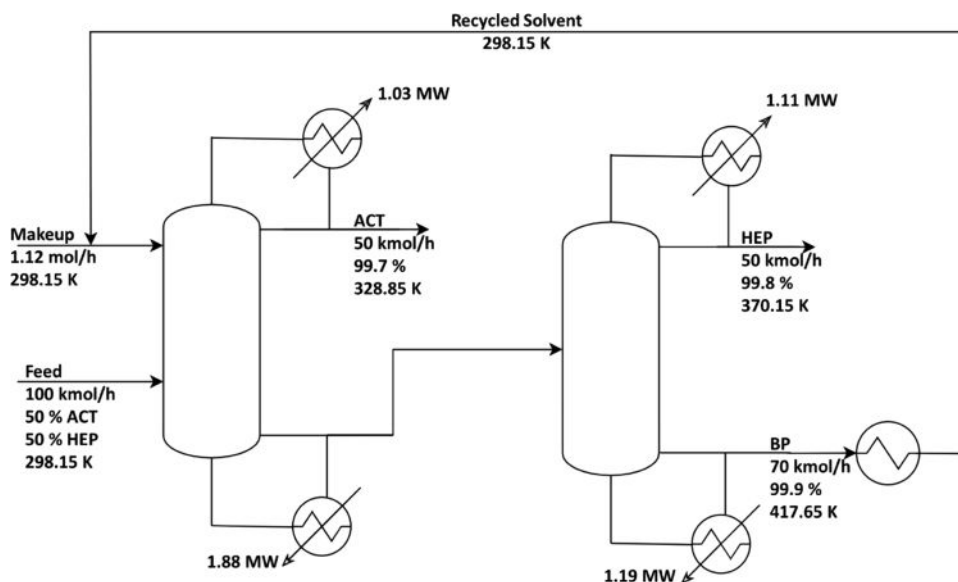 Recycled Solvent
298.15 K
1.03 MW
1.11 MW
Makeup
1.12 mol/h
298.15 K
ACT
50 kmol/h
99.7 %
328.85 K
HEP
50 kmol/h
99.8 %
370.15 K
Feed
100 kmol/h
50 % ACT
50 % HEP
298.15 K
BP
70 kmol/h
99.9 %
417.65 K
1.88 MW
1.19 MW